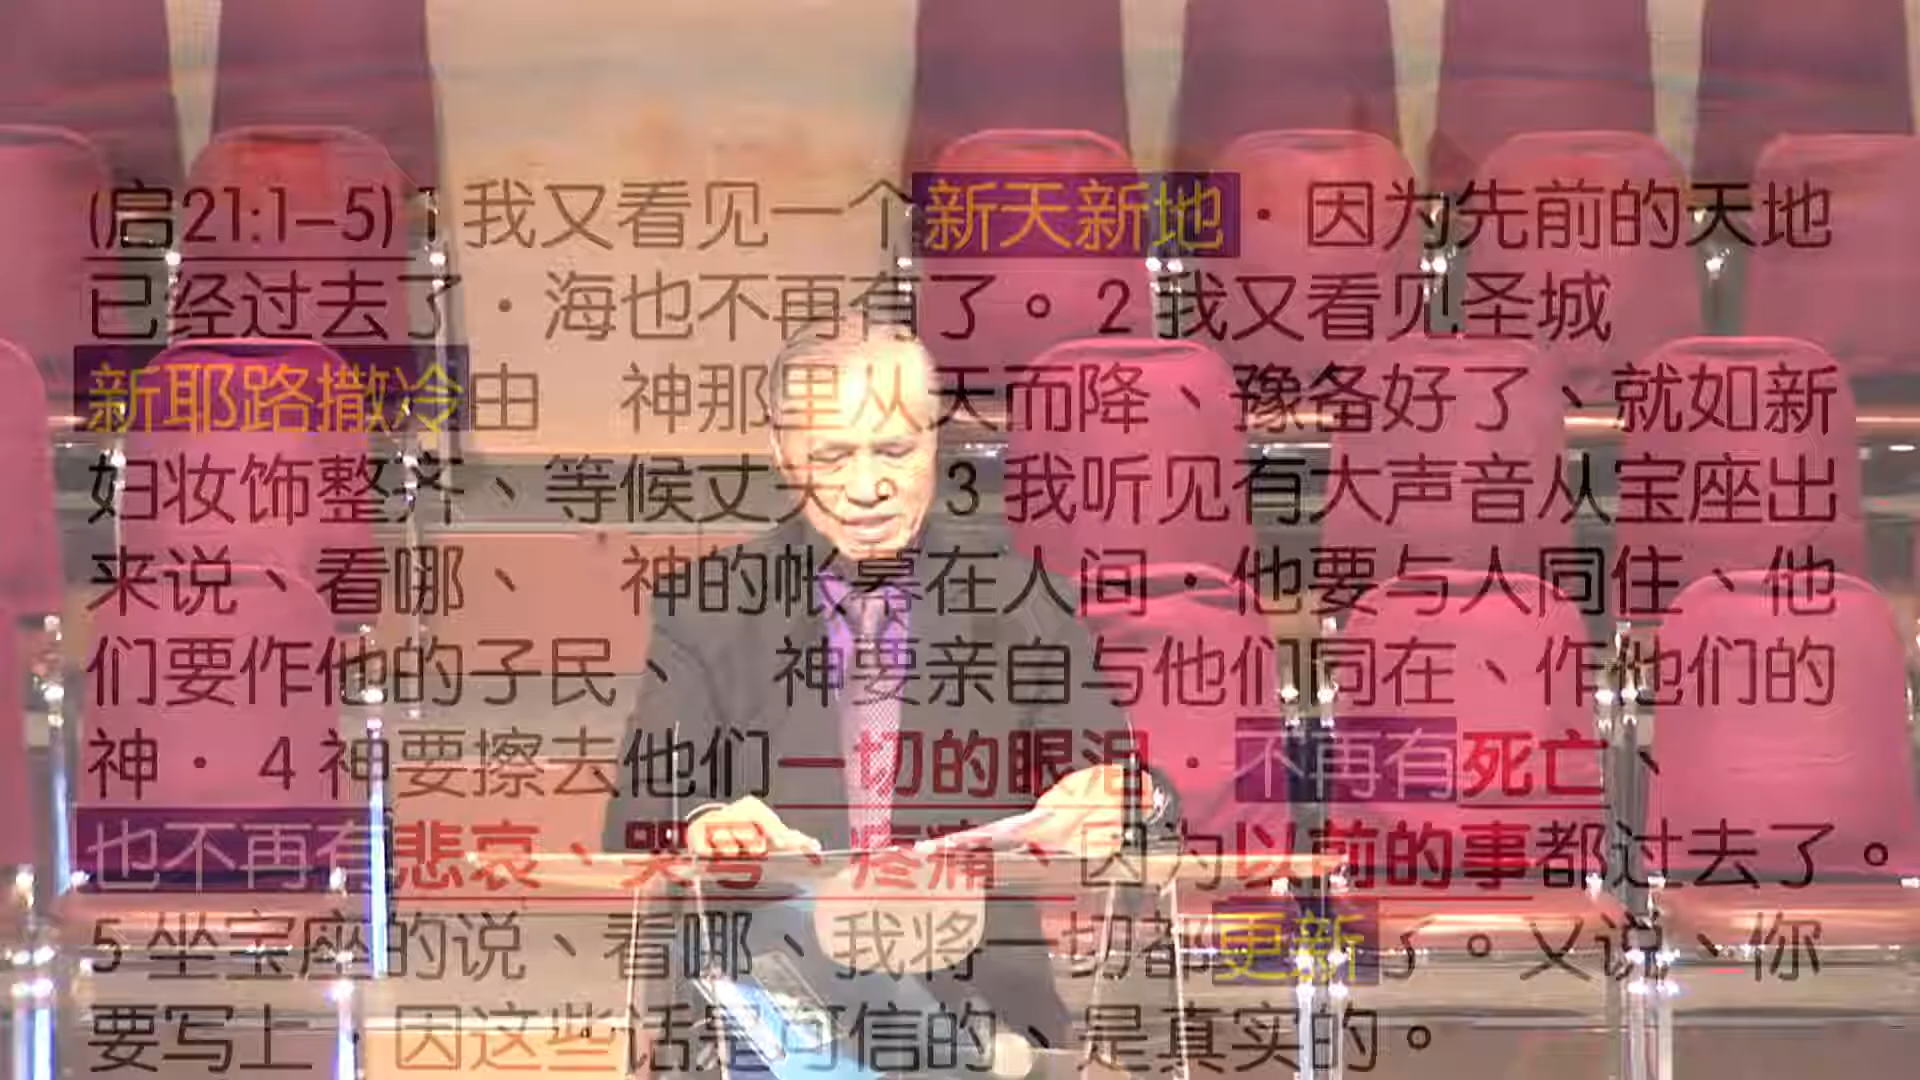 (启21:1–5) 1 我又看见一个新天新地．因为先前的天地
已经过去了．海也不再有了。 2 我又看见圣城
新耶路撒冷由　神那里从天而降、豫备好了、就如新
妇妆饰整齐、等候丈夫。 3 我听见有大声音从宝座出
来说、看哪、　神的帐幕在人间．他要与人同住、他
们要作他的子民、　神要亲自与他们同在、作他们的
神． 4 神要擦去他们一切的眼泪．不再有死亡、
也不再有悲哀、哭号、疼痛、因为以前的事都过去了。
5 坐宝座的说、看哪、我将一切都更新了。又说、你
要写上．因这些话是可信的、是真实的。